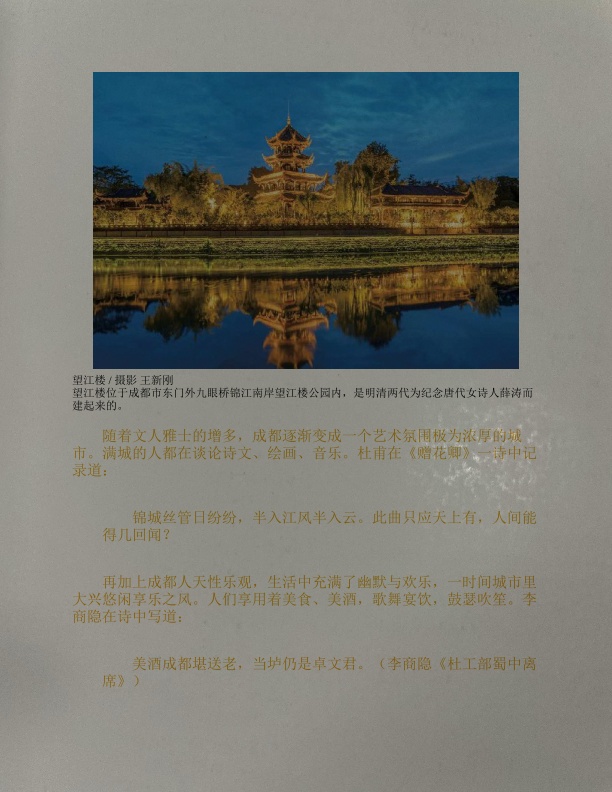 望江楼 / 摄影 王新刚
望江楼位于成都市东门外九眼桥锦江南岸望江楼公园内，是明清两代为纪念唐代女诗人薛涛而
建起来的。
随着文人雅士的增多，成都逐渐变成一个艺术氛围极为浓厚的城
市。满城的人都在谈论诗文、绘画、音乐。杜甫在《赠花卿》一诗中记
录道：
锦城丝管日纷纷，半入江风半入云。此曲只应天上有，人间能
得几回闻？
再加上成都人天性乐观，生活中充满了幽默与欢乐，一时间城市里
大兴悠闲享乐之风。人们享用着美食、美酒，歌舞宴饮，鼓瑟吹笙。李
商隐在诗中写道：
美酒成都堪送老，当垆仍是卓文君。（李商隐《杜工部蜀中离
席》）